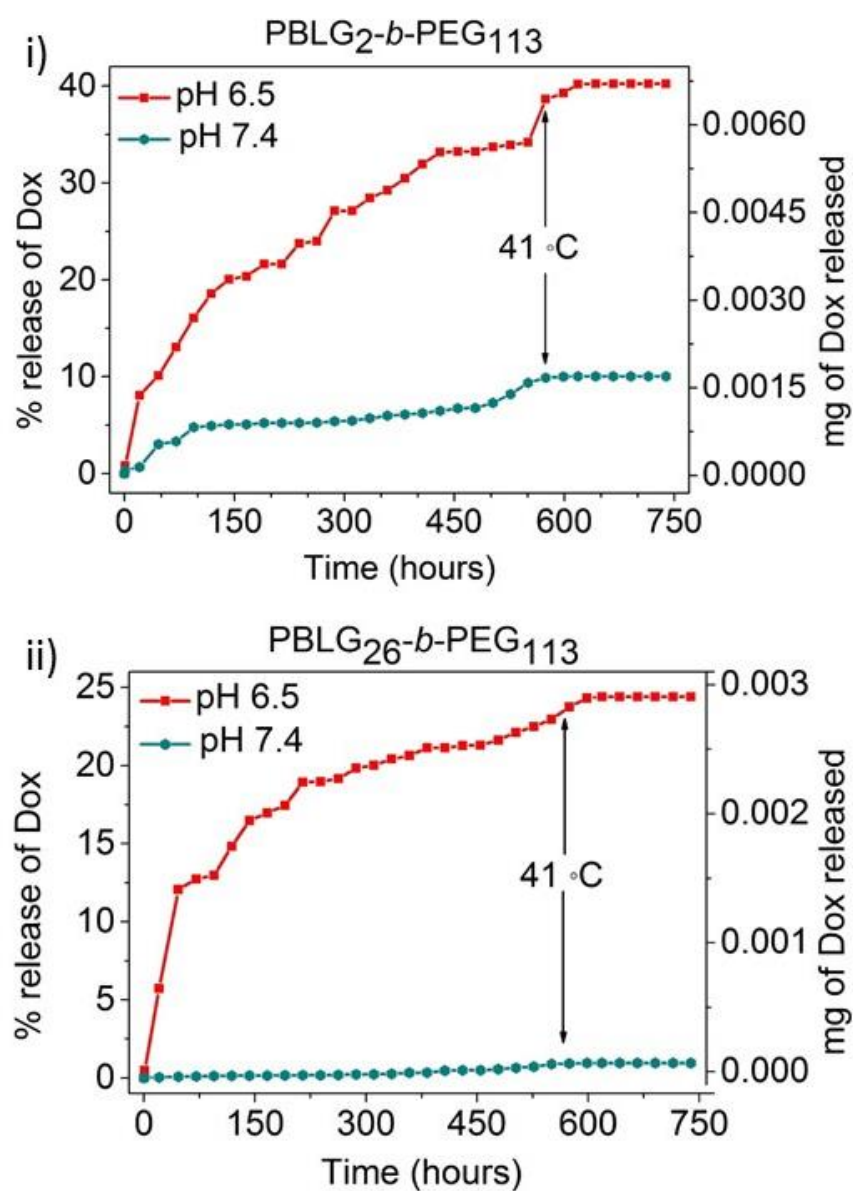 i)
PBLG2-b-PEG113
pH 6.5
pH 7.4
40
30
20
10
0
% release of Dox
0.0060
0.0045
0.0030
0.0015
0.0000
mg of Dox released
41 °C
0 150 300 450 600 750
Time (hours)
ii)
PBLG26-b-PEG113
pH 6.5
pH 7.4
25
20
15
10
5
0
% release of Dox
0.003
0.002
0.001
0.000
mg of Dox released
41 °C
0 150 300 450 600 750
Time (hours)